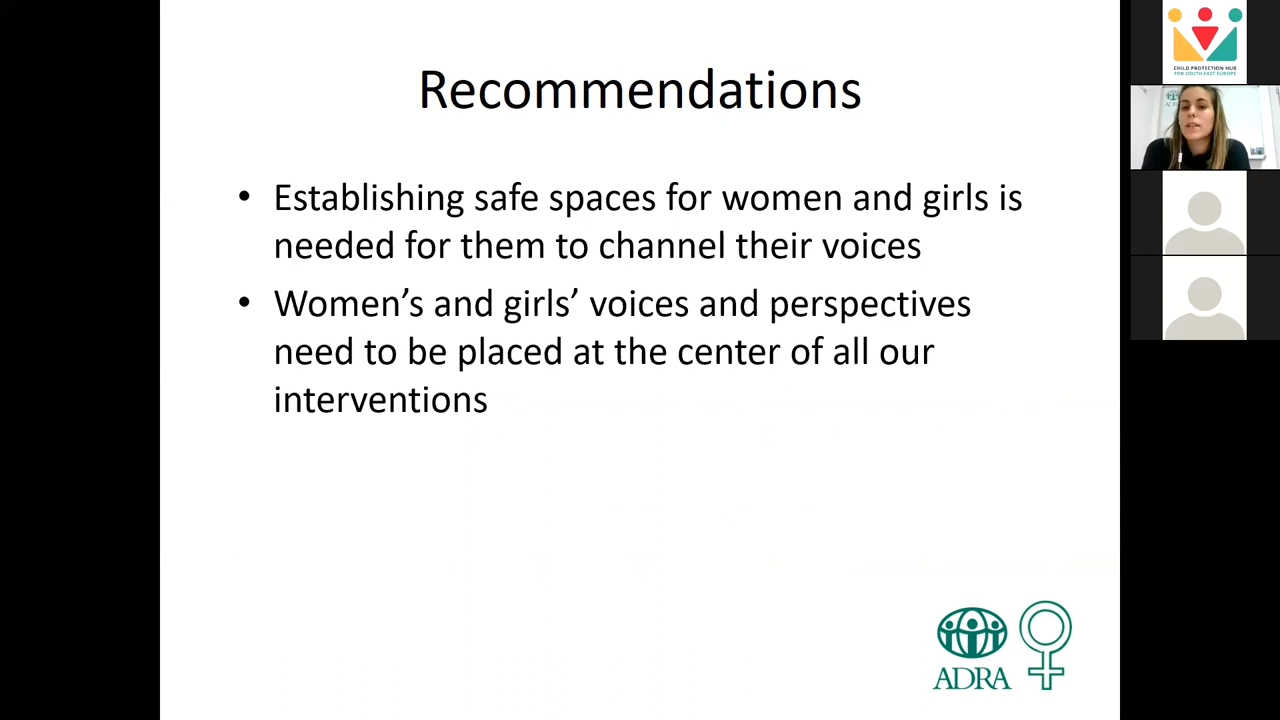 Recommendations
• Establishing safe spaces for women and girls is
needed for them to channel their voices
• Women’s and girls’ voices and perspectives
need to be placed at the center of all our
interventions
ADRA
CHILD PROTECTION HUB
FOR SOUTH EAST EUROPE